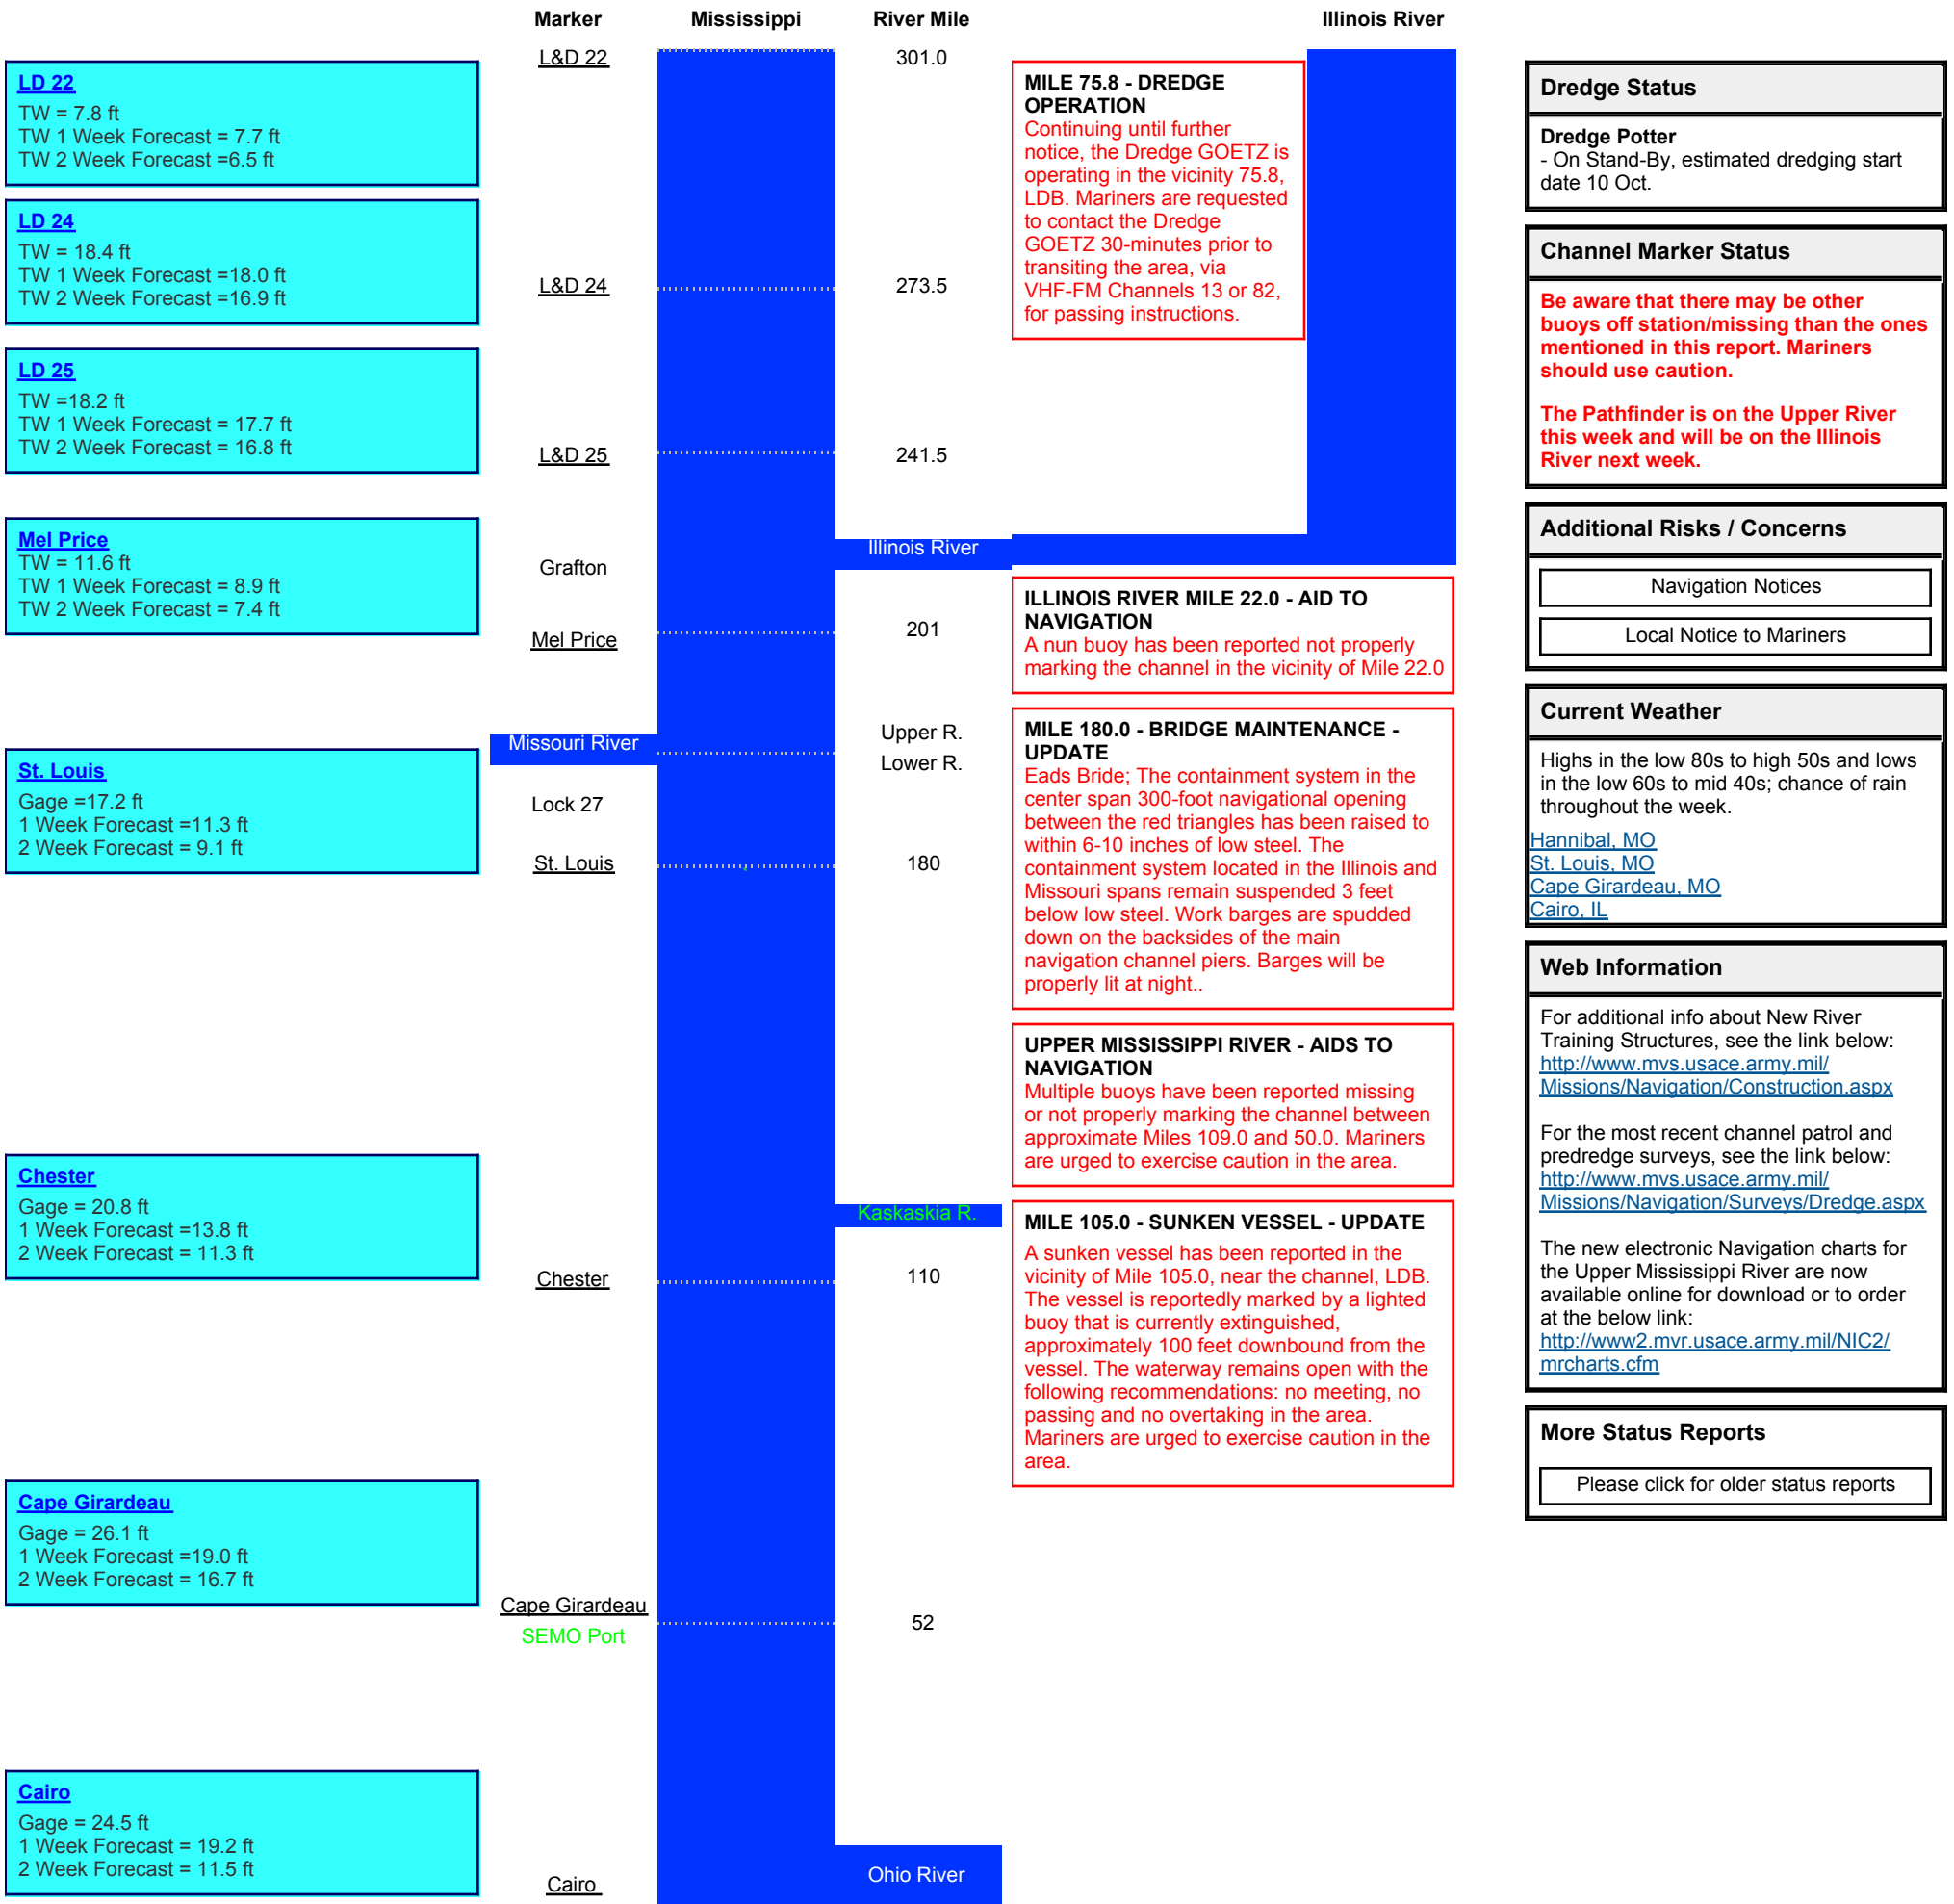 Marker
Mississippi
River Mile
Illinois River
LD 22
TW = 7.8 ft
TW 1 Week Forecast = 7.7 ft
TW 2 Week Forecast =6.5 ft
LD 24
TW = 18.4 ft
TW 1 Week Forecast =18.0 ft
TW 2 Week Forecast =16.9 ft
LD 25
TW =18.2 ft
TW 1 Week Forecast = 17.7 ft
TW 2 Week Forecast = 16.8 ft
Mel Price
TW = 11.6 ft
TW 1 Week Forecast = 8.9 ft
TW 2 Week Forecast = 7.4 ft
St. Louis
Gage =17.2 ft
1 Week Forecast =11.3 ft
2 Week Forecast = 9.1 ft
Chester
Gage = 20.8 ft
1 Week Forecast =13.8 ft
2 Week Forecast = 11.3 ft
Cape Girardeau
Gage = 26.1 ft
1 Week Forecast =19.0 ft
2 Week Forecast = 16.7 ft
Cairo
Gage = 24.5 ft
1 Week Forecast = 19.2 ft
2 Week Forecast = 11.5 ft
L&D 22
L&D 24
L&D 25
Grafton
Mel Price
Missouri River
Lock 27
St. Louis
Chester
Cape Girardeau
SEMO Port
Cairo
301.0
273.5
241.5
Illinois River
201
Upper R.
Lower R.
180
Kaskaskia R.
110
52
Ohio River
MILE 75.8 - DREDGE
OPERATION
Continuing until further
notice, the Dredge GOETZ is
operating in the vicinity 75.8,
LDB. Mariners are requested
to contact the Dredge
GOETZ 30-minutes prior to
transiting the area, via
VHF-FM Channels 13 or 82,
for passing instructions.
ILLINOIS RIVER MILE 22.0 - AID TO
NAVIGATION
A nun buoy has been reported not properly
marking the channel in the vicinity of Mile 22.0
MILE 180.0 - BRIDGE MAINTENANCE -
UPDATE
Eads Bride; The containment system in the
center span 300-foot navigational opening
between the red triangles has been raised to
within 6-10 inches of low steel. The
containment system located in the Illinois and
Missouri spans remain suspended 3 feet
below low steel. Work barges are spudded
down on the backsides of the main
navigation channel piers. Barges will be
properly lit at night..
UPPER MISSISSIPPI RIVER - AIDS TO
NAVIGATION
Multiple buoys have been reported missing
or not properly marking the channel between
approximate Miles 109.0 and 50.0. Mariners
are urged to exercise caution in the area.
MILE 105.0 - SUNKEN VESSEL - UPDATE
A sunken vessel has been reported in the
vicinity of Mile 105.0, near the channel, LDB.
The vessel is reportedly marked by a lighted
buoy that is currently extinguished,
approximately 100 feet downbound from the
vessel. The waterway remains open with the
following recommendations: no meeting, no
passing and no overtaking in the area.
Mariners are urged to exercise caution in the
area.
Dredge Status
Dredge Potter
- On Stand-By, estimated dredging start
date 10 Oct.
Channel Marker Status
Be aware that there may be other
buoys off station/missing than the ones
mentioned in this report. Mariners
should use caution.
The Pathfinder is on the Upper River
this week and will be on the Illinois
River next week.
Additional Risks / Concerns
Navigation Notices
Local Notice to Mariners
Current Weather
Highs in the low 80s to high 50s and lows
in the low 60s to mid 40s; chance of rain
throughout the week.
Hannibal, MO
St. Louis, MO
Cape Girardeau, MO
Cairo, IL
Web Information
For additional info about New River
Training Structures, see the link below:
http://www.mvs.usace.army.mil/
Missions/Navigation/Construction.aspx
For the most recent channel patrol and
predredge surveys, see the link below:
http://www.mvs.usace.army.mil/
Missions/Navigation/Surveys/Dredge.aspx
The new electronic Navigation charts for
the Upper Mississippi River are now
available online for download or to order
at the below link:
http://www2.mvr.usace.army.mil/NIC2/
mrcharts.cfm
More Status Reports
Please click for older status reports